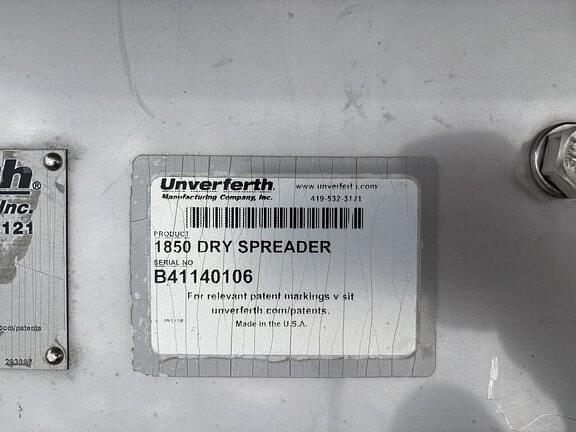 h®
Inc.
121
com/patents
293397
Unverferth
Manufacturing Company, Inc.
www.unverferth.com
419-532-3121
PRODUCT
1850 DRY SPREADER
SERIAL NO
B41140106
For relevant patent markings visit
unverferth.com/patents.
Made in the U.S.A.